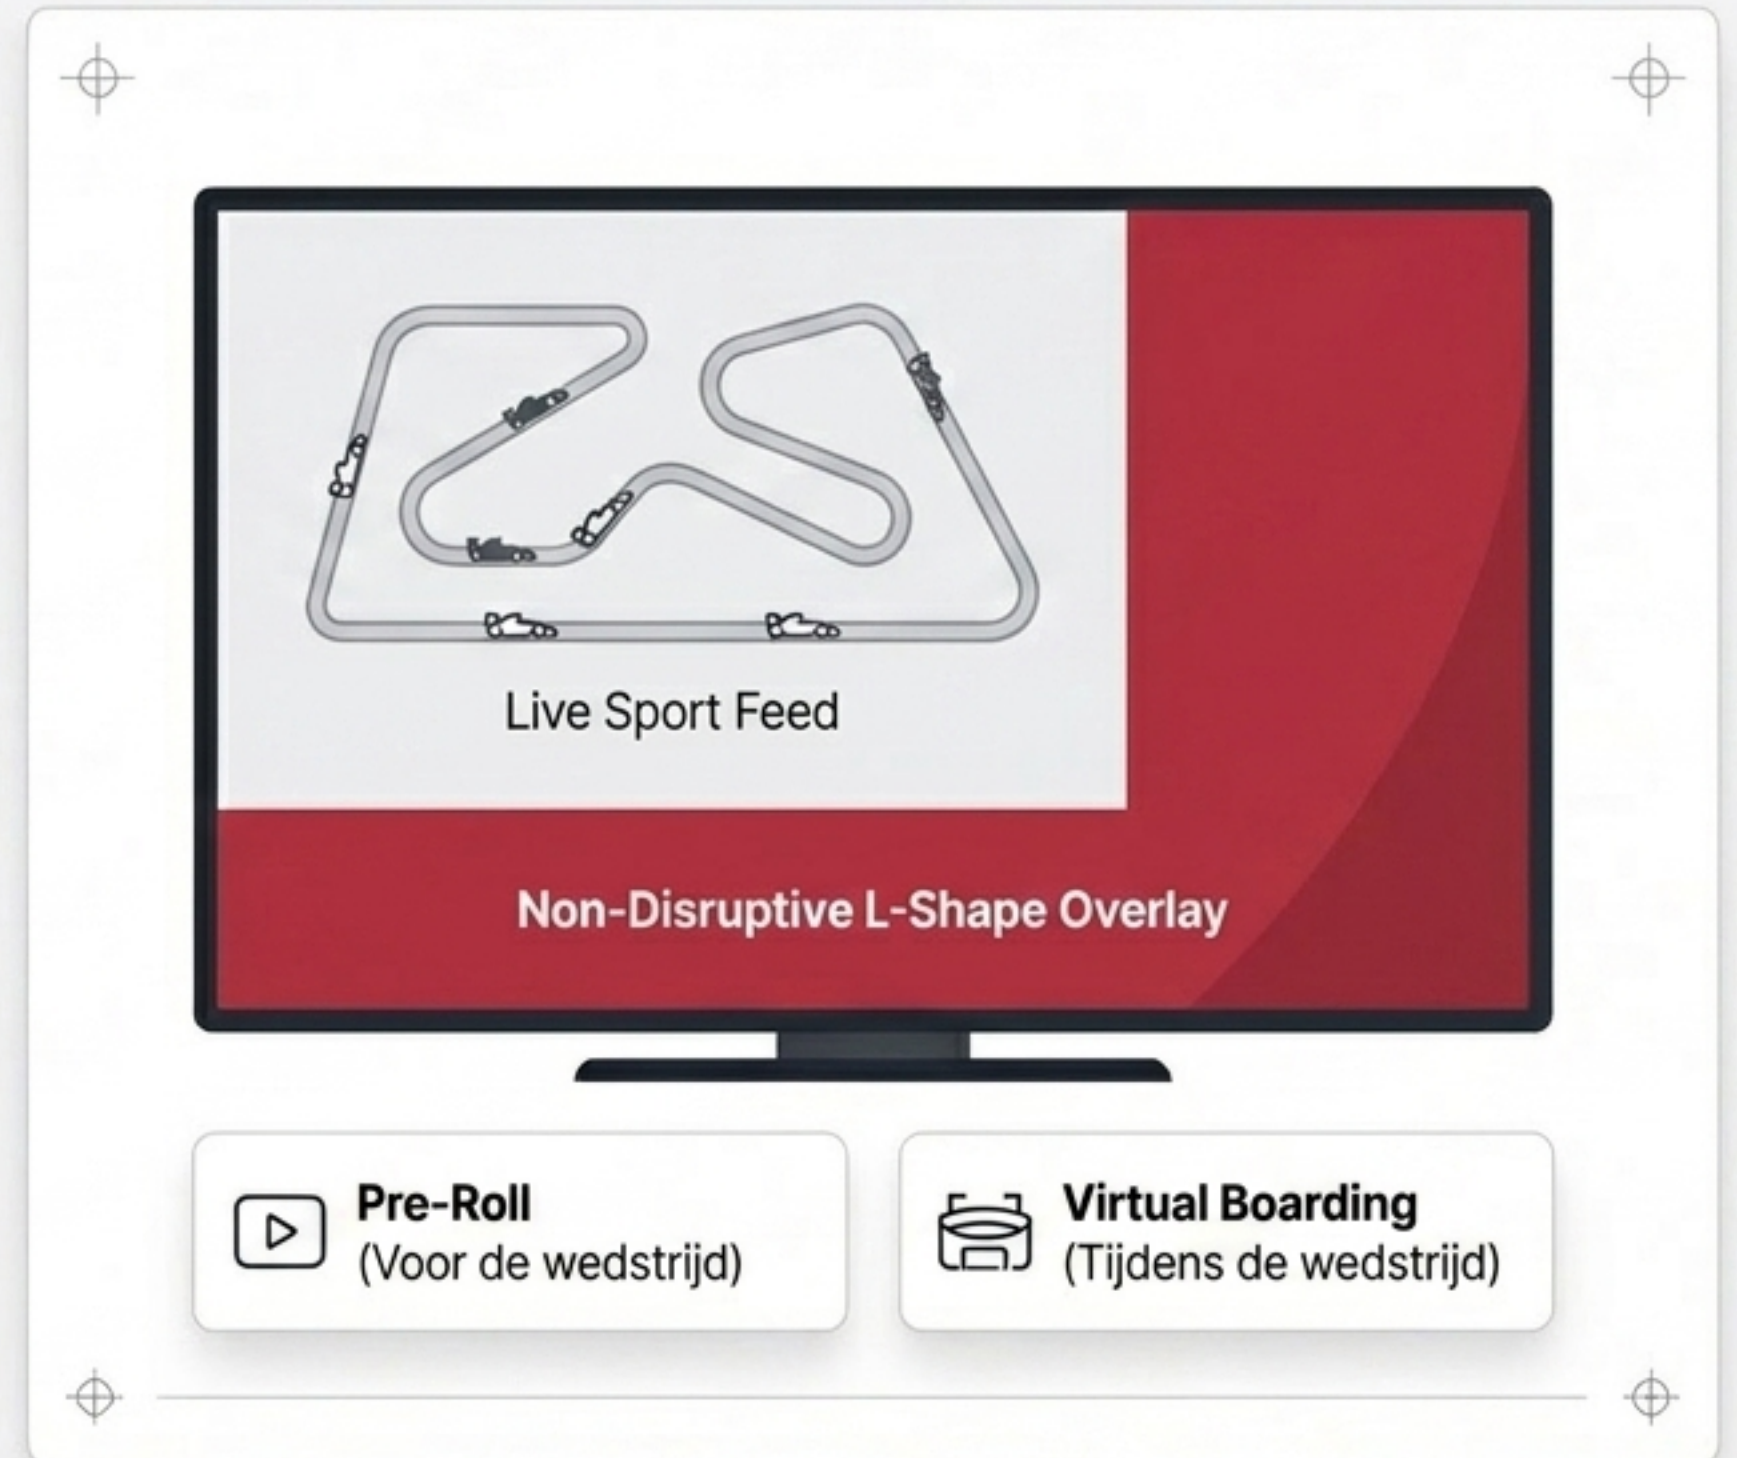 Live Sport Feed
Non-Disruptive L-Shape Overlay
Pre-Roll
(Voor de wedstrijd)
Virtual Boarding
(Tijdens de wedstrijd)